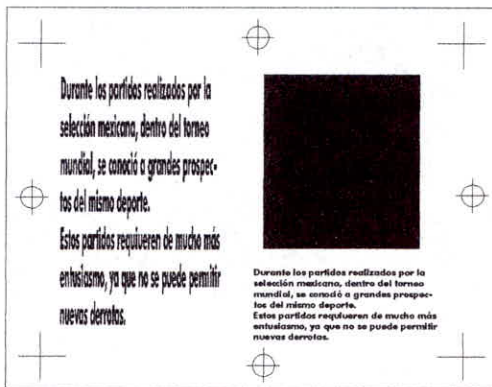 Durante los partidos realizados por la
selección mexicana, dentro del torneo
mundial, se conoció a grandes prospec-
tos del mismo deporte.
Estos partidos requiueren de mucho más
entusiasmo, ya que no se puede permitir
nuevas derrotas.
Durante los partidos realizados por la
selección mexicana, dentro del torneo
mundial, se conoció a grandes prospec-
tos del mismo deporte.
Estos partidos requiueren de mucho más
entusiasmo, ya que no se puede permitir
nuevas derrotas.